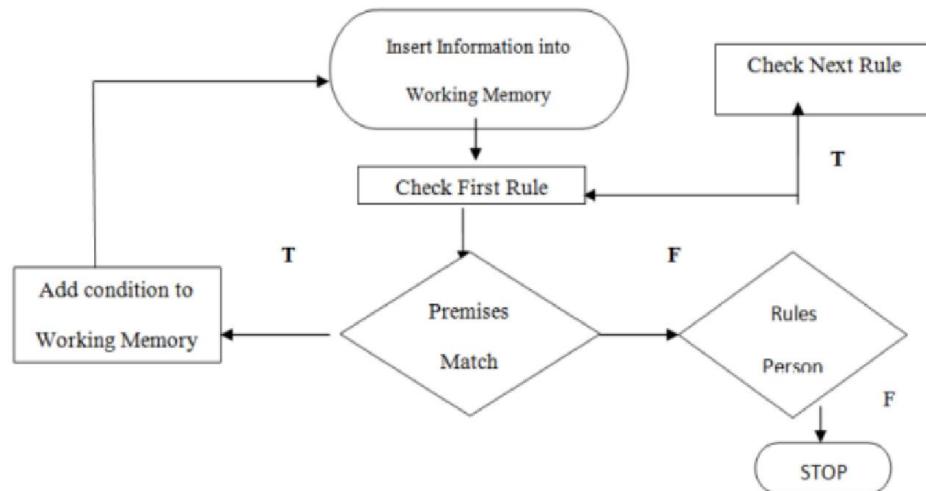 Insert Information into
Working Memory
Check Next Rule
T
Check First Rule
T
F
Add condition to
Working Memory
Premises
Match
Rules
Person
F
STOP